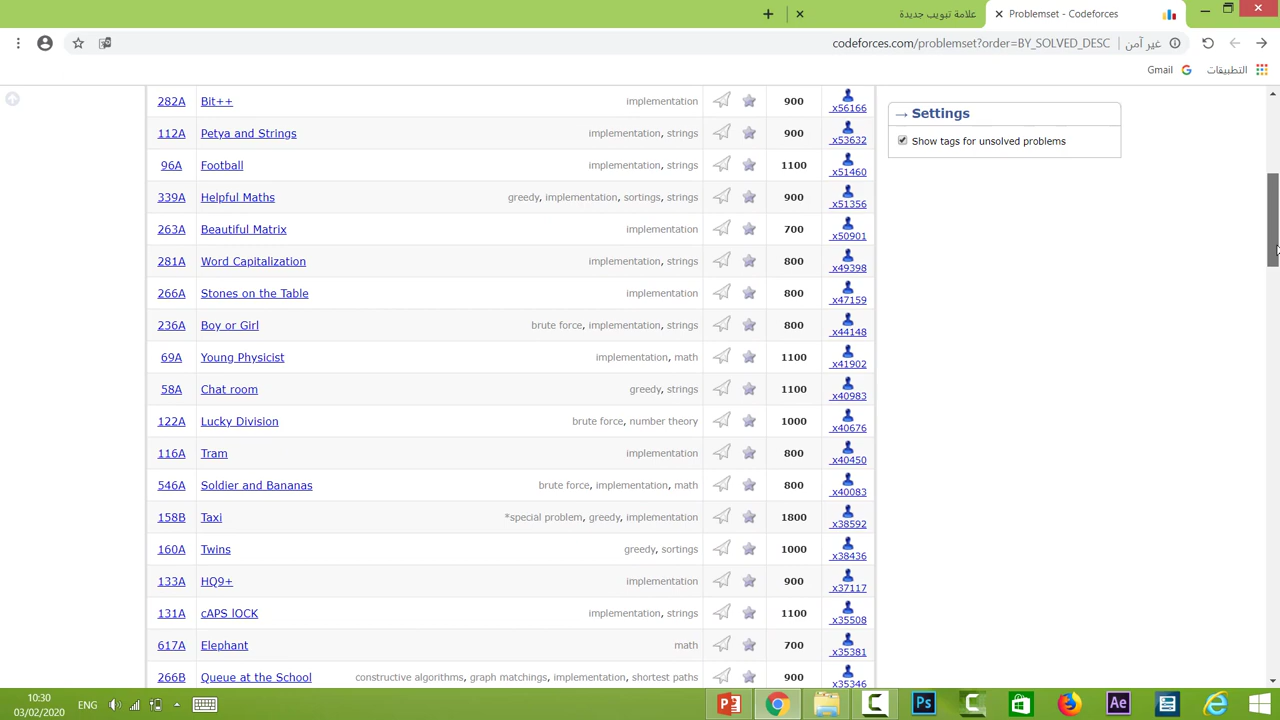 علامة تبويب جديدة
Problemset - Codeforces
codeforces.com/problemset?order=BY_SOLVED_DESC
غير آمن
Gmail
التطبيقات
282A Bit++ implementation 900 x56166
112A Petya and Strings implementation, strings 900 x53632
96A Football implementation, strings 1100 x51460
339A Helpful Maths greedy, implementation, sortings, strings 900 x51356
263A Beautiful Matrix implementation 700 x50901
281A Word Capitalization implementation, strings 800 x49398
266A Stones on the Table implementation 800 x47159
236A Boy or Girl brute force, implementation, strings 800 x44148
69A Young Physicist implementation, math 1100 x41902
58A Chat room greedy, strings 1100 x40983
122A Lucky Division brute force, number theory 1000 x40676
116A Tram implementation 800 x40450
546A Soldier and Bananas brute force, implementation, math 800 x40083
158B Taxi *special problem, greedy, implementation 1800 x38592
160A Twins greedy, sortings 1000 x38436
133A HQ9+ implementation 900 x37117
131A cAPS lOCK implementation, strings 1100 x35508
617A Elephant math 700 x35381
266B Queue at the School constructive algorithms, graph matchings, implementation, shortest paths 900 x35346
→ Settings
Show tags for unsolved problems
10:30
03/02/2020
ENG